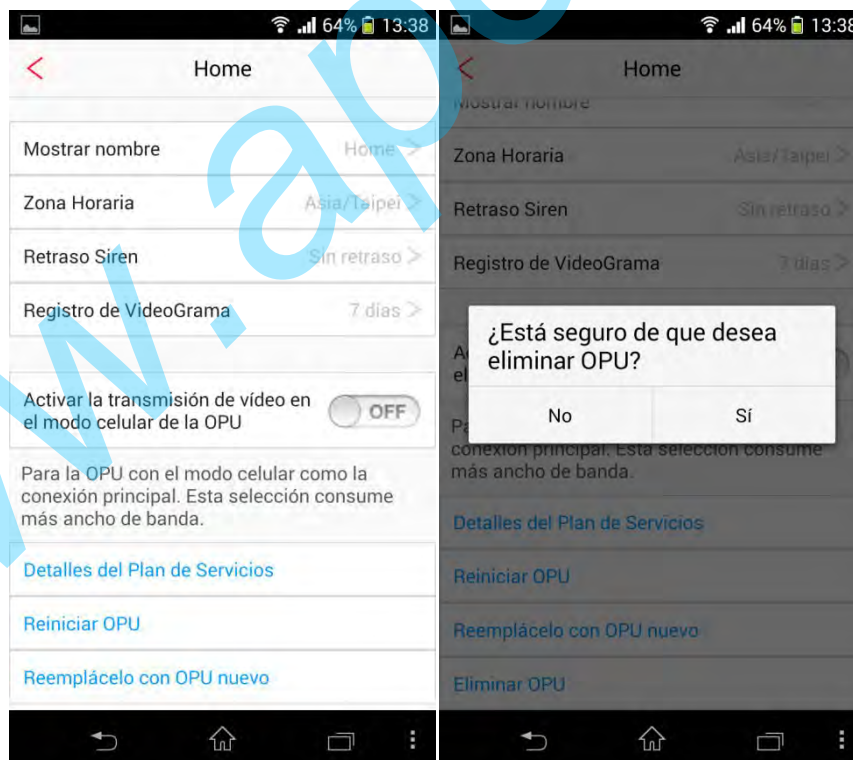 64% 13:38
Home
Mostrar nombre
Home >
Zona Horaria
Asia/Taipei >
Retraso Siren
Sin retraso >
Registro de VideoGrama
7 días >
Activar la transmisión de vídeo en
el modo celular de la OPU
OFF
Para la OPU con el modo celular como la
conexión principal. Esta selección consume
más ancho de banda.
Detalles del Plan de Servicios
Reiniciar OPU
Reemplácelo con OPU nuevo
64% 13:38
Home
Mostrar nombre
Zona Horaria
Asia/Taipei >
Retraso Siren
Sin retraso >
Registro de VideoGrama
7 días >
¿Está seguro de que desea
eliminar OPU?
No
Sí
conexión principal. Esta selección consume
más ancho de banda.
Detalles del Plan de Servicios
Reiniciar OPU
Reemplácelo con OPU nuevo
Eliminar OPU